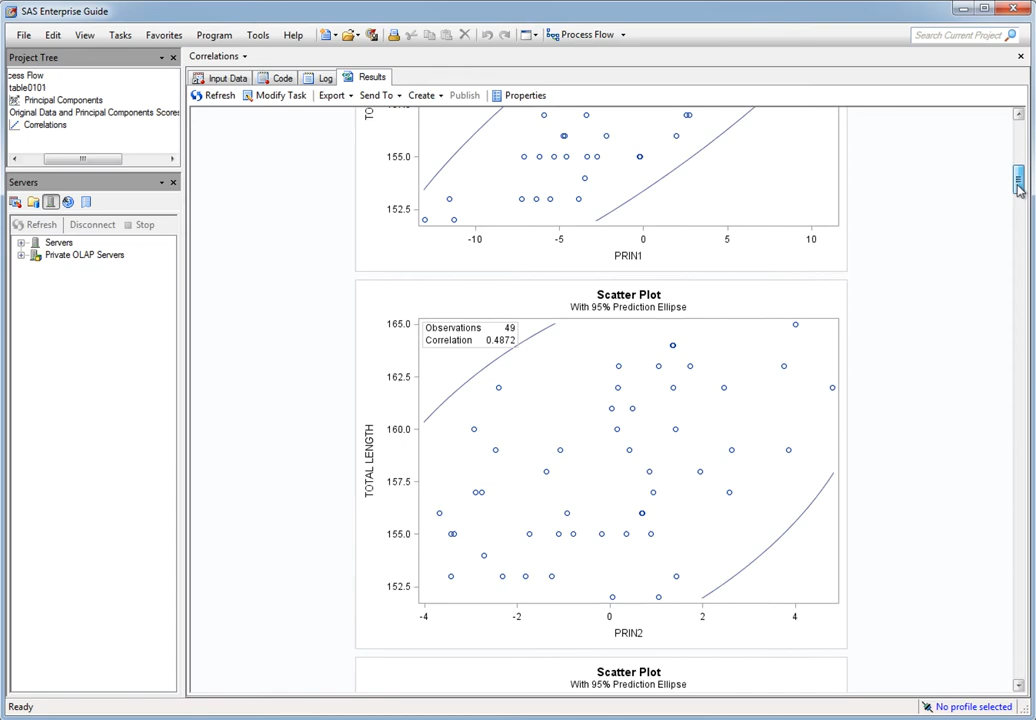 SAS Enterprise Guide
File Edit View Tasks Favorites Program Tools Help Process Flow Search Current Project
Project Tree
cess Flow
table0101
Principal Components
Original Data and Principal Components Scores
Correlations
Servers
Refresh Disconnect Stop
Servers
Private OLAP Servers
Correlations
Input Data Code Log Results
Refresh Modify Task Export Send To Create Publish Properties
155.0
152.5
-10 -5 0 5 10
PRIN1
Scatter Plot
With 95% Prediction Ellipse
Observations 49
Correlation 0.4872
165.0
162.5
160.0
157.5
155.0
152.5
TOTAL LENGTH
-4 -2 0 2 4
PRIN2
Scatter Plot
With 95% Prediction Ellipse
Ready No profile selected